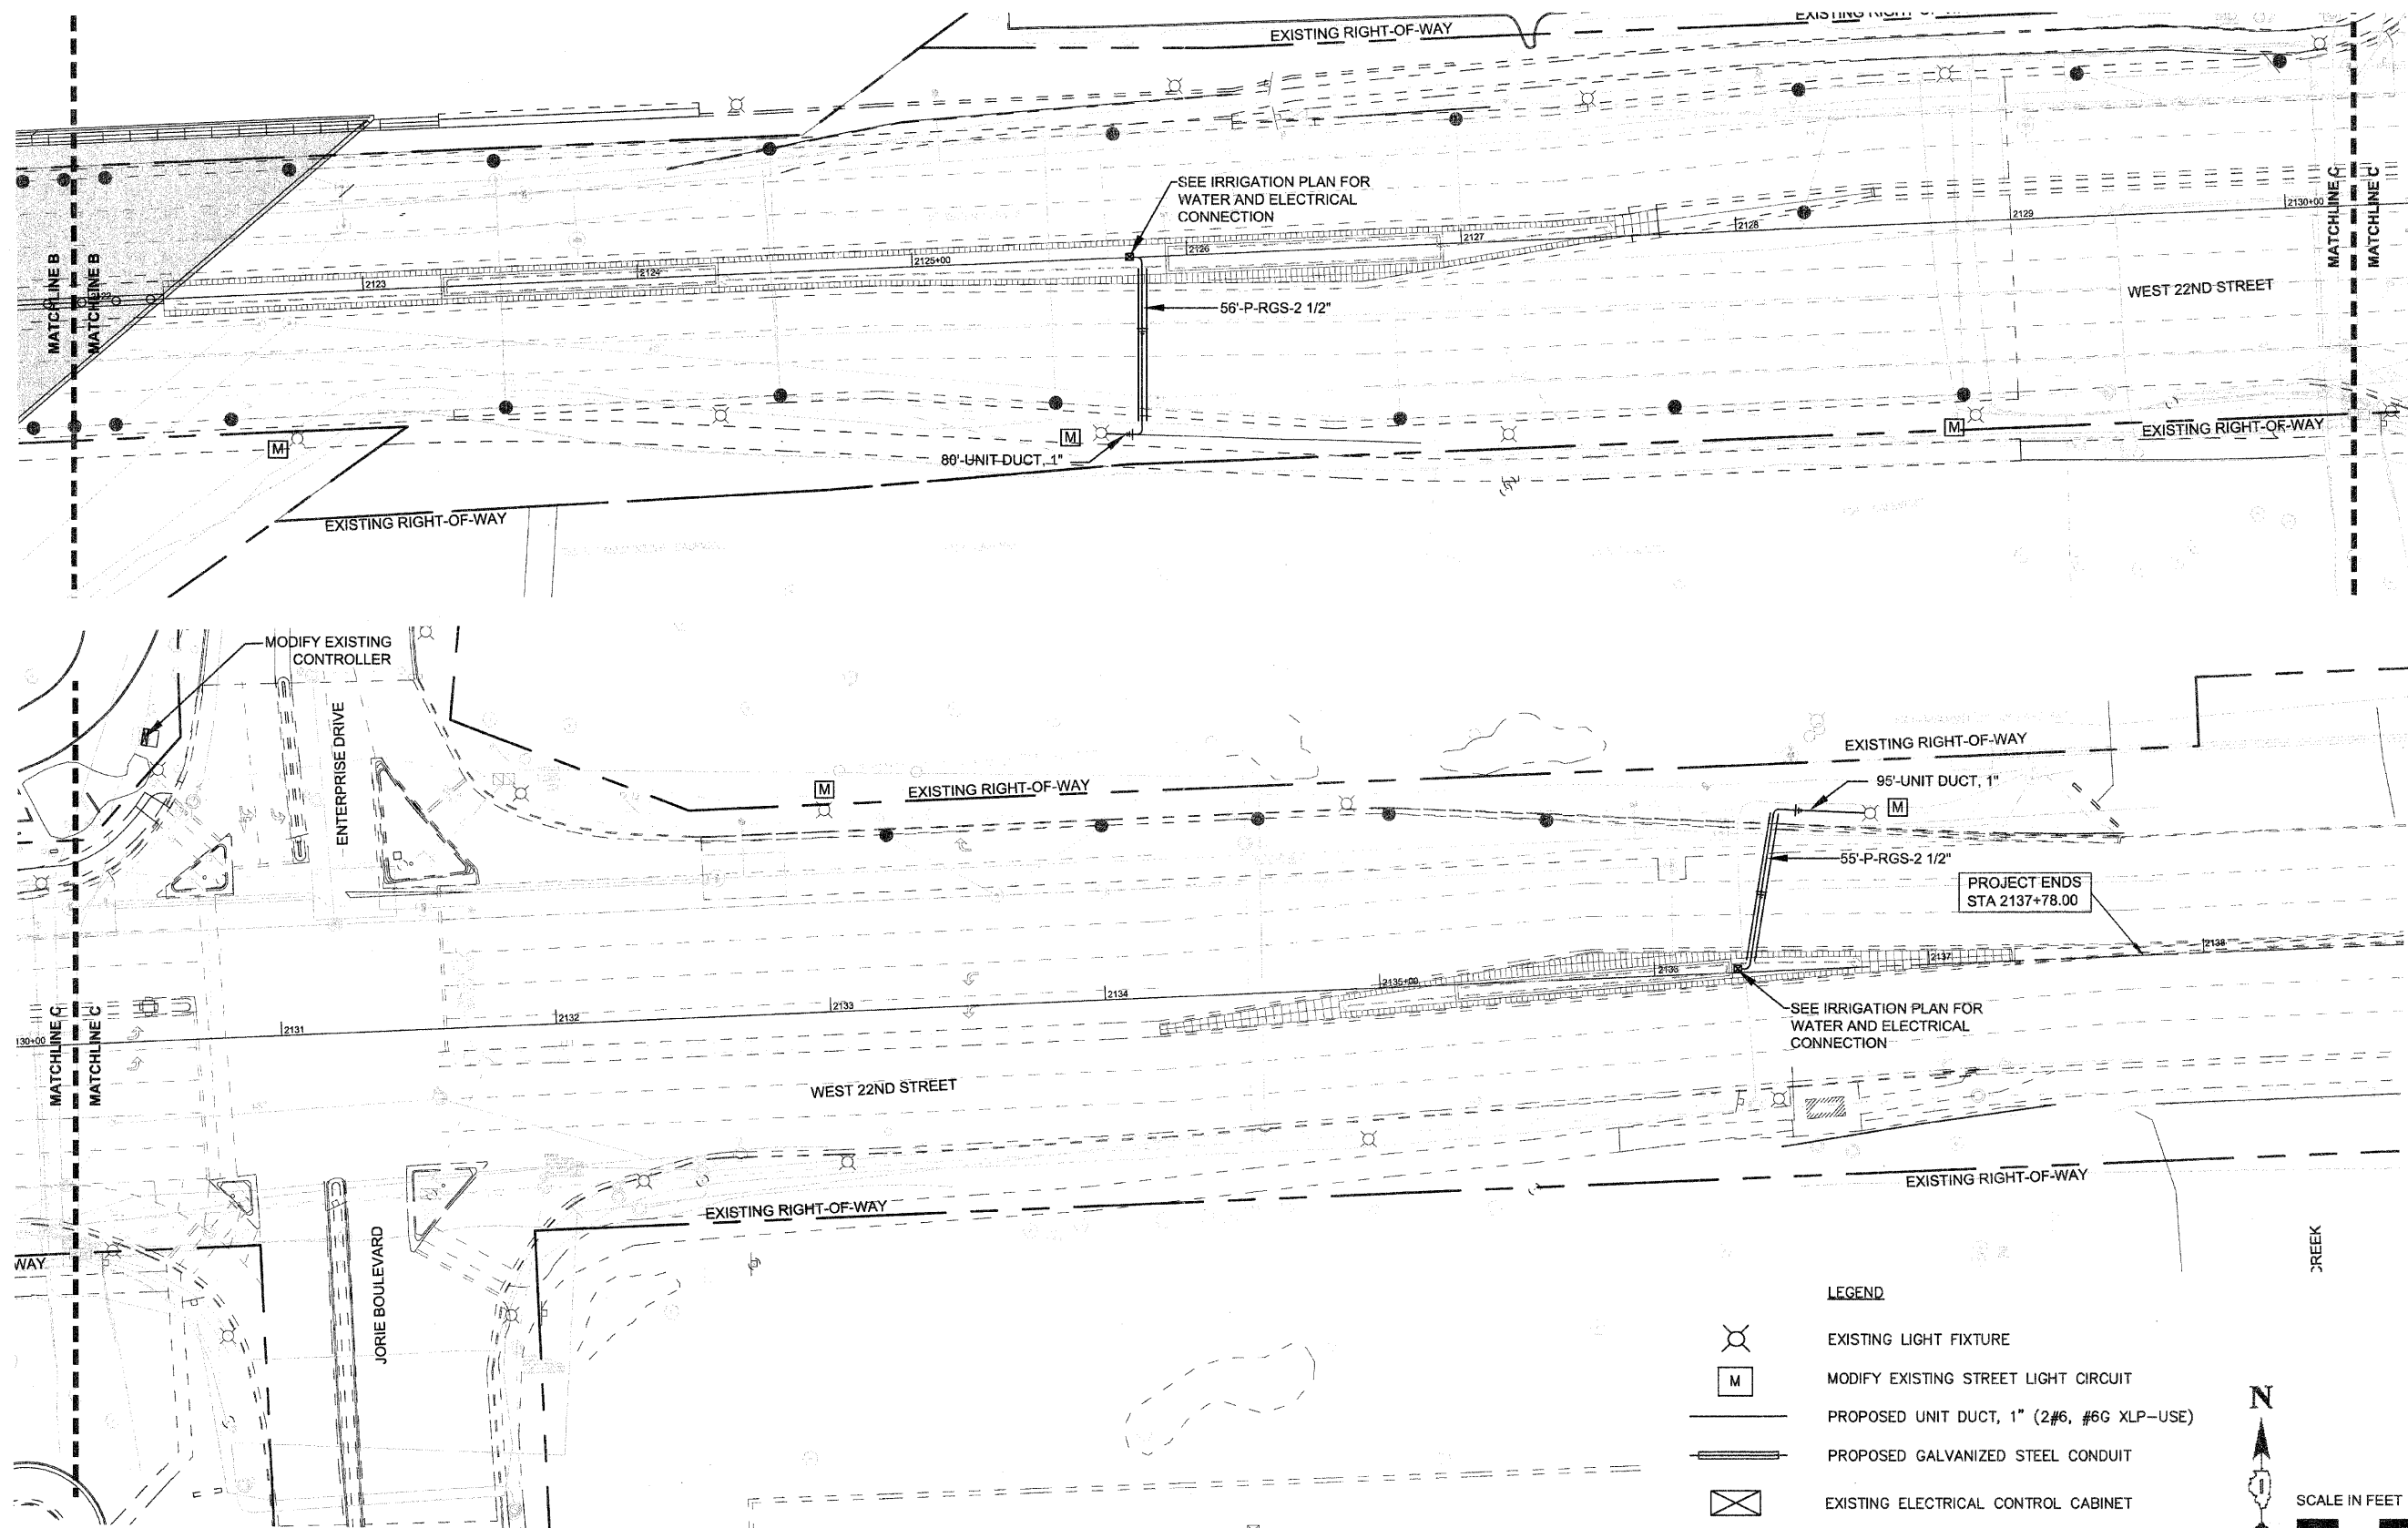 EXISTING RIGHT-OF-WAY
SEE IRRIGATION PLAN FOR
WATER AND ELECTRICAL
CONNECTION
MATCHLINE B
MATCHLINE B
2123
2124
2125+00
2126
2127
2128
2129
2130+00
MATCHLINE C
MATCHLINE C
WEST 22ND STREET
56'-P-RGS-2 1/2"
M
M
M
80'-UNIT DUCT, 1"
EXISTING RIGHT-OF-WAY
EXISTING RIGHT-OF-WAY
MODIFY EXISTING
CONTROLLER
ENTERPRISE DRIVE
M
EXISTING RIGHT-OF-WAY
EXISTING RIGHT-OF-WAY
95'-UNIT DUCT, 1"
M
55'-P-RGS-2 1/2"
PROJECT ENDS
STA 2137+78.00
130+00
MATCHLINE C
MATCHLINE C
2131
2132
2133
2134
2135+00
2136
2137
2138
SEE IRRIGATION PLAN FOR
WATER AND ELECTRICAL
CONNECTION
WEST 22ND STREET
EXISTING RIGHT-OF-WAY
EXISTING RIGHT-OF-WAY
WAY
JORIE BOULEVARD
CREEK
LEGEND
EXISTING LIGHT FIXTURE
M MODIFY EXISTING STREET LIGHT CIRCUIT
PROPOSED UNIT DUCT, 1" (2#6, #6G XLP-USE)
PROPOSED GALVANIZED STEEL CONDUIT
EXISTING ELECTRICAL CONTROL CABINET
N
SCALE IN FEET